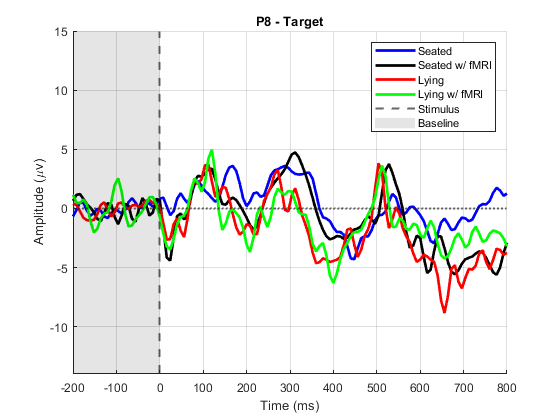 P8 - Target
15
10
5
0
-5
-10
Amplitude (μv)
Seated
Seated w/ fMRI
Lying
Lying w/ fMRI
Stimulus
Baseline
-200 -100 0 100 200 300 400 500 600 700 800
Time (ms)